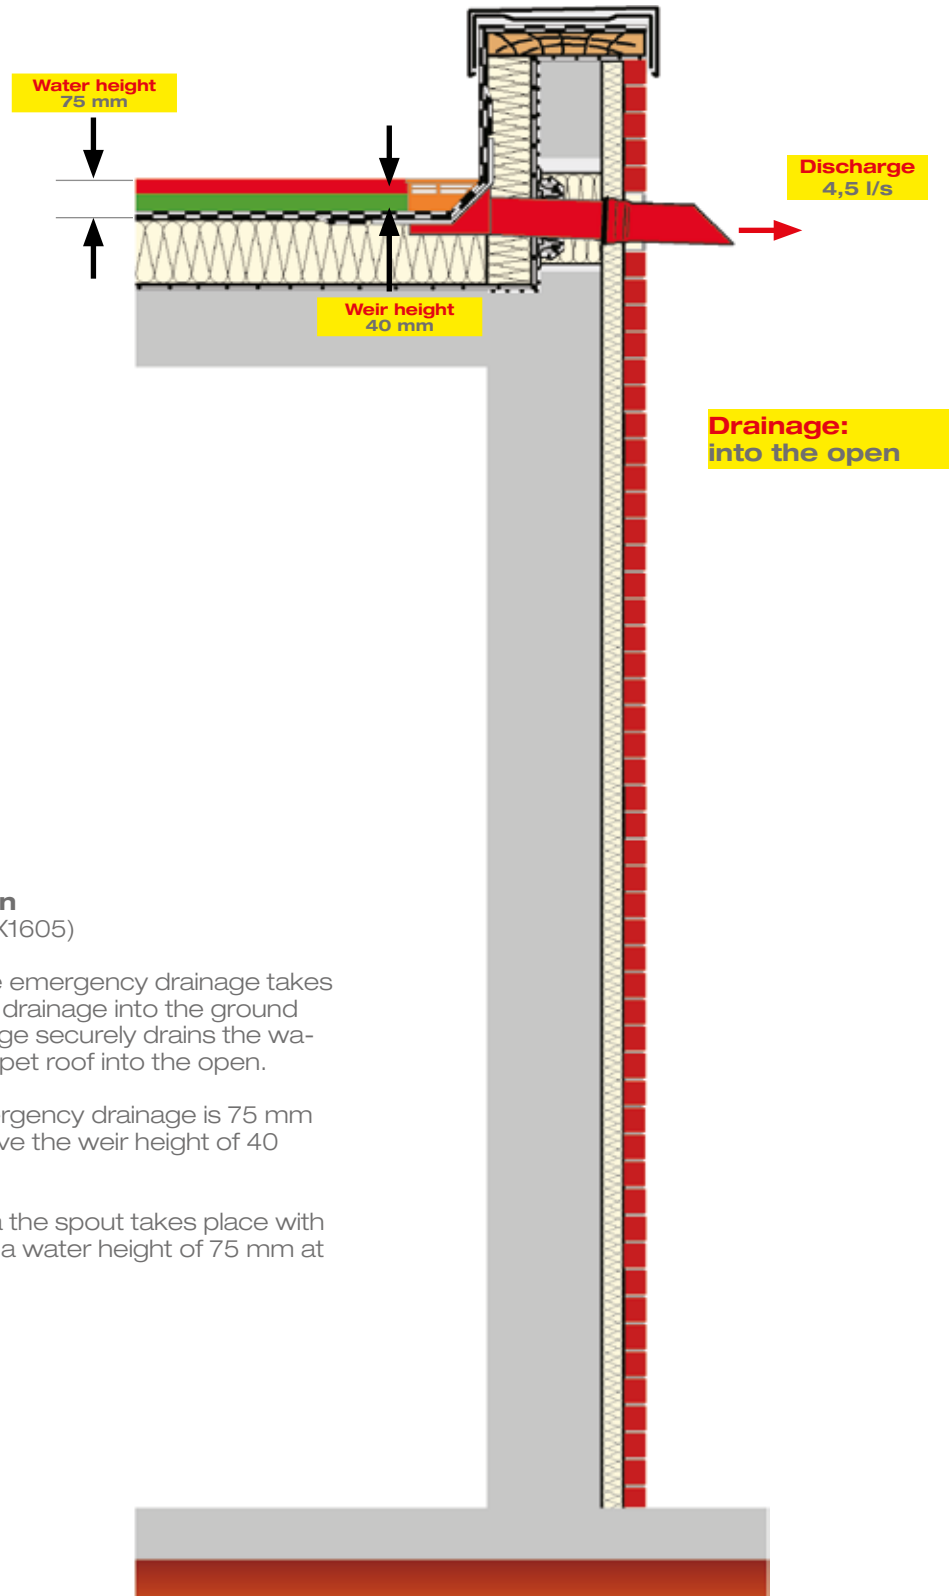 Water height
75 mm
Discharge
4,5 l/s
Weir height
40 mm
Drainage:
into the open
n
X1605)
e emergency drainage takes
drainage into the ground
ge securely drains the wa-
pet roof into the open.
ergency drainage is 75 mm
ve the weir height of 40
a the spout takes place with
a water height of 75 mm at